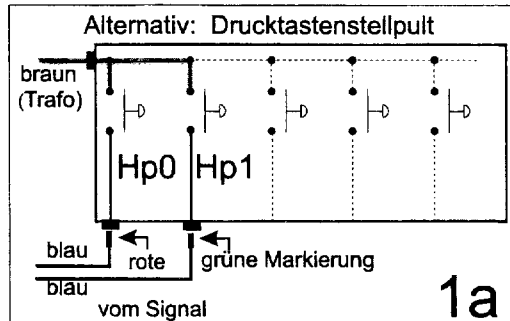 Alternativ: Drucktastenstellpult
braun
(Trafo)
Hp0 Hp1
blau
rote
grüne Markierung
blau
vom Signal
1a